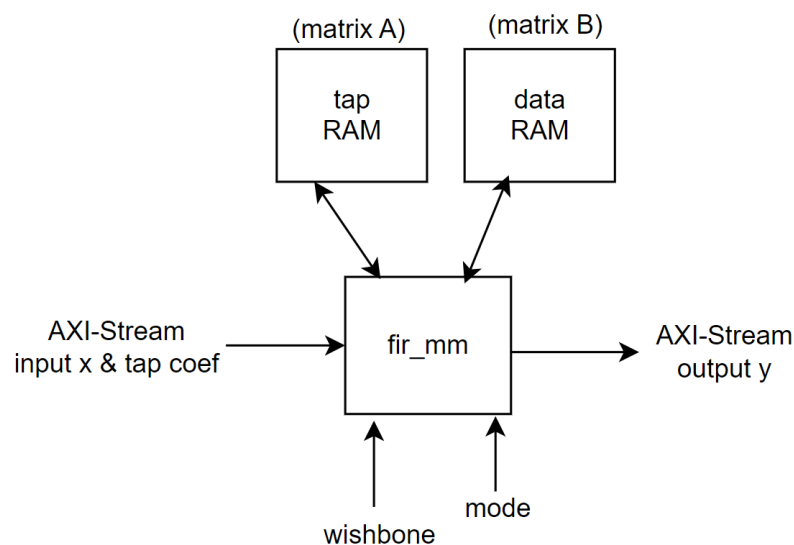 (matrix A)
(matrix B)
tap
RAM
data
RAM
AXI-Stream
input x & tap coef
fir_mm
AXI-Stream
output y
mode
wishbone